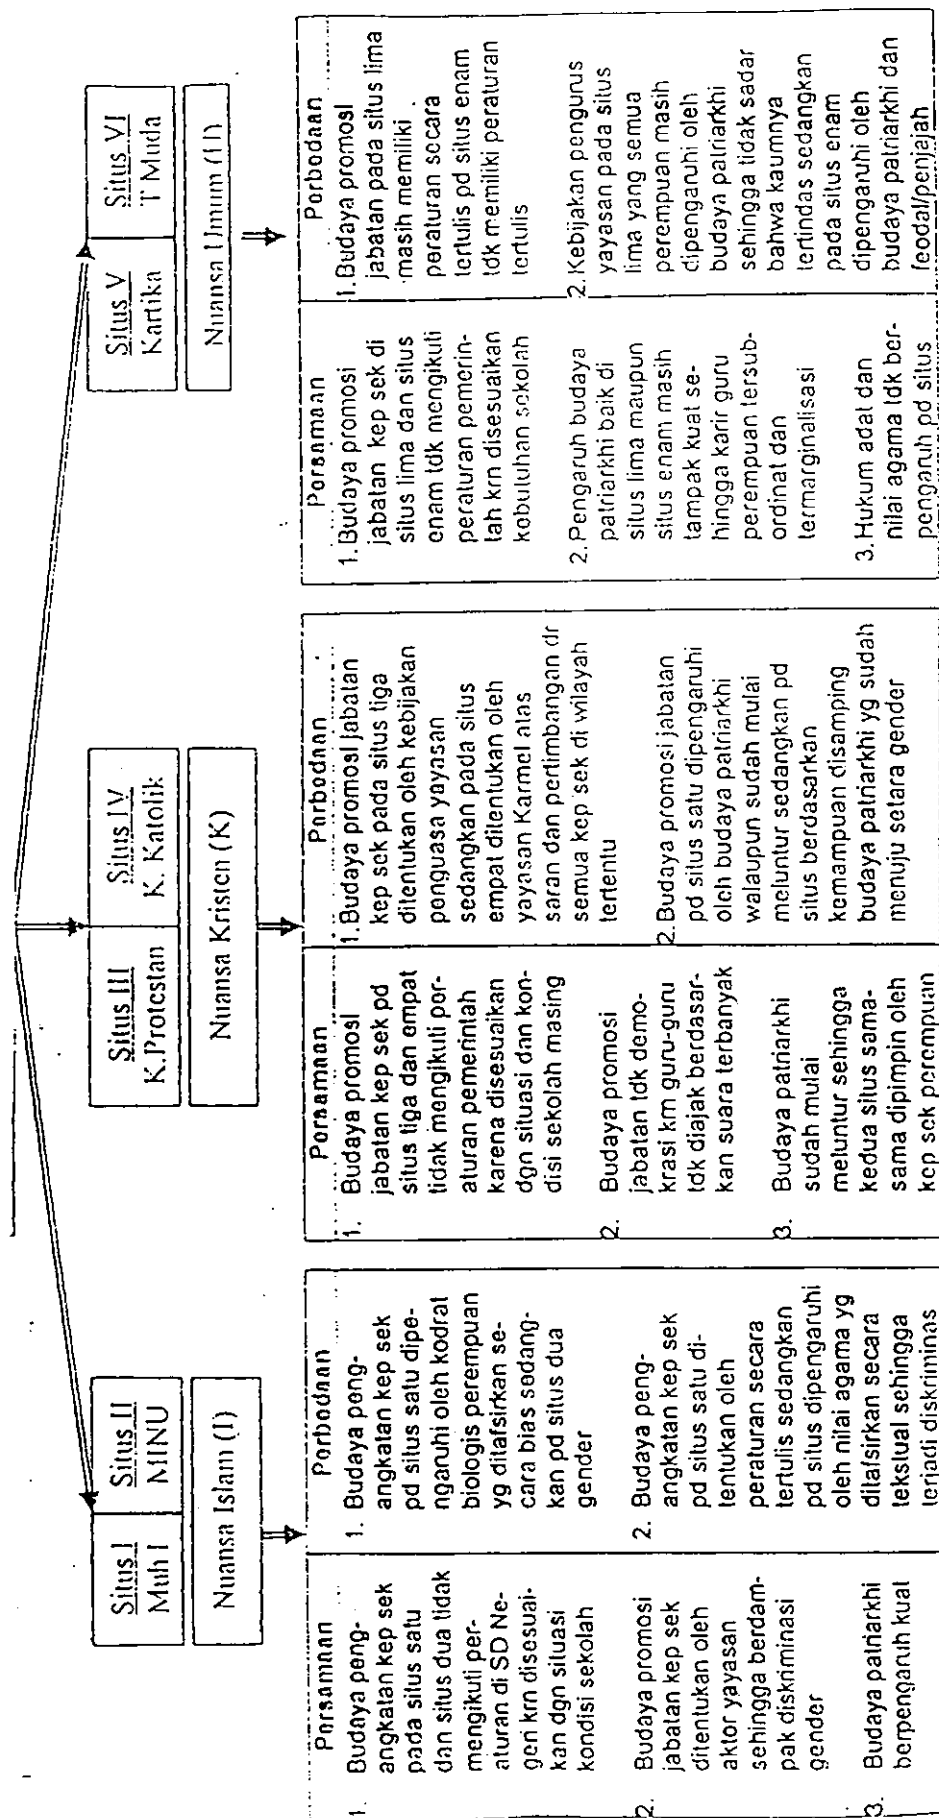 Situs I
Muh I
Situs II
MINU
Nuansa Islam (I)
Persamaan
1. Budaya peng-
angkatan kep sek
pada situs satu
dan situs dua tidak
mengikuti per-
aturan di SD Ne-
geri krn disesuai-
kan dgn situasi
kondisi sekolah
2. Budaya promosi
jabatan kep sek
ditentukan oleh
aktor yayasan
sehingga berdam-
pak diskriminasi
gender
3. Budaya patriarkhi
berpengaruh kuat
Perbedaan
1. Budaya peng-
angkatan kep sek
pd situs satu dipe-
nganuhi oleh kodrat
biologis perempuan
yg ditafsirkan se-
cara bias sedang-
kan pd situs dua
gender
2. Budaya peng-
angkatan kep sek
pd situs satu di-
tentukan oleh
peraturan secara
tertulis sedangkan
pd situs dipengaruhi
oleh nilai agama yg
ditafsirkan secara
tekstual sehingga
terjadi diskriminas
Situs III
K.Protestan
Situs IV
K. Katolik
Nuansa Kristen (K)
Persamaan
1. Budaya promosi
jabatan kep sek pd
situs tiga dan empat
tidak mengikuti per-
aturan pemerintah
karena disesuaikan
dgn situasi dan kon-
disi sekolah masing
2. Budaya promosi
jabatan tdk demo-
krasi krn guru-guru
tdk diajak berdasar-
kan suara terbanyak
3. Budaya patriarkhi
sudah mulai
meluntur sehingga
kedua situs sama-
sama dipimpin oleh
kep sek perempuan
Perbedaan
1. Budaya promosi jabatan
kep sek pada situs tiga
ditentukan oleh kebijakan
penguasa yayasan
sedangkan pada situs
empat ditentukan oleh
yayasan Karmel atas
saran dan pertimbangan dr
semua kep sek di wilayah
tertentu
2. Budaya promosi jabatan
pd situs satu dipengaruhi
oleh budaya patriarkhi
walaupun sudah mulai
meluntur sedangkan pd
situs berdasarkan
kemampuan disamping
budaya patriarkhi yg sudah
menuju setara gender
Situs V
Kartika
Situs VI
T Muda
Nuansa Umum (U)
Persamaan
1. Budaya promosi
jabatan kep sek di
situs lima dan situs
enam tdk mengikuti
peraturan pemerin-
tah krn disesuaikan
kebutuhan sekolah
2. Pengaruh budaya
patriarkhi baik di
situs lima maupun
situs enam masih
tampak kuat se-
hingga karir guru
perempuan tersub-
ordinat dan
termarginalisasi
3. Hukum adat dan
nilai agama tdk ber-
pengaruh pd situs
Perbedaan
1. Budaya promosi
jabatan pada situs lima
masih memiliki
peraturan secara
tertulis pd situs enam
tdk memiliki peraturan
tertulis
2. Kebijakan pengurus
yayasan pada situs
lima yang semua
perempuan masih
dipengaruhi oleh
budaya patriarkhi
sehingga tidak sadar
bahwa kaumnya
tertindas sedangkan
pada situs enam
dipengaruhi oleh
budaya patriarkhi dan
feodal/penjajah